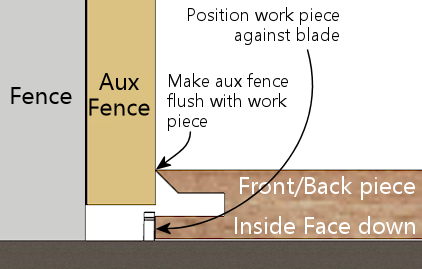 Position work piece
against blade
Fence
Aux
Fence
Make aux fence
flush with work
piece
Front/Back piece
Inside Face down